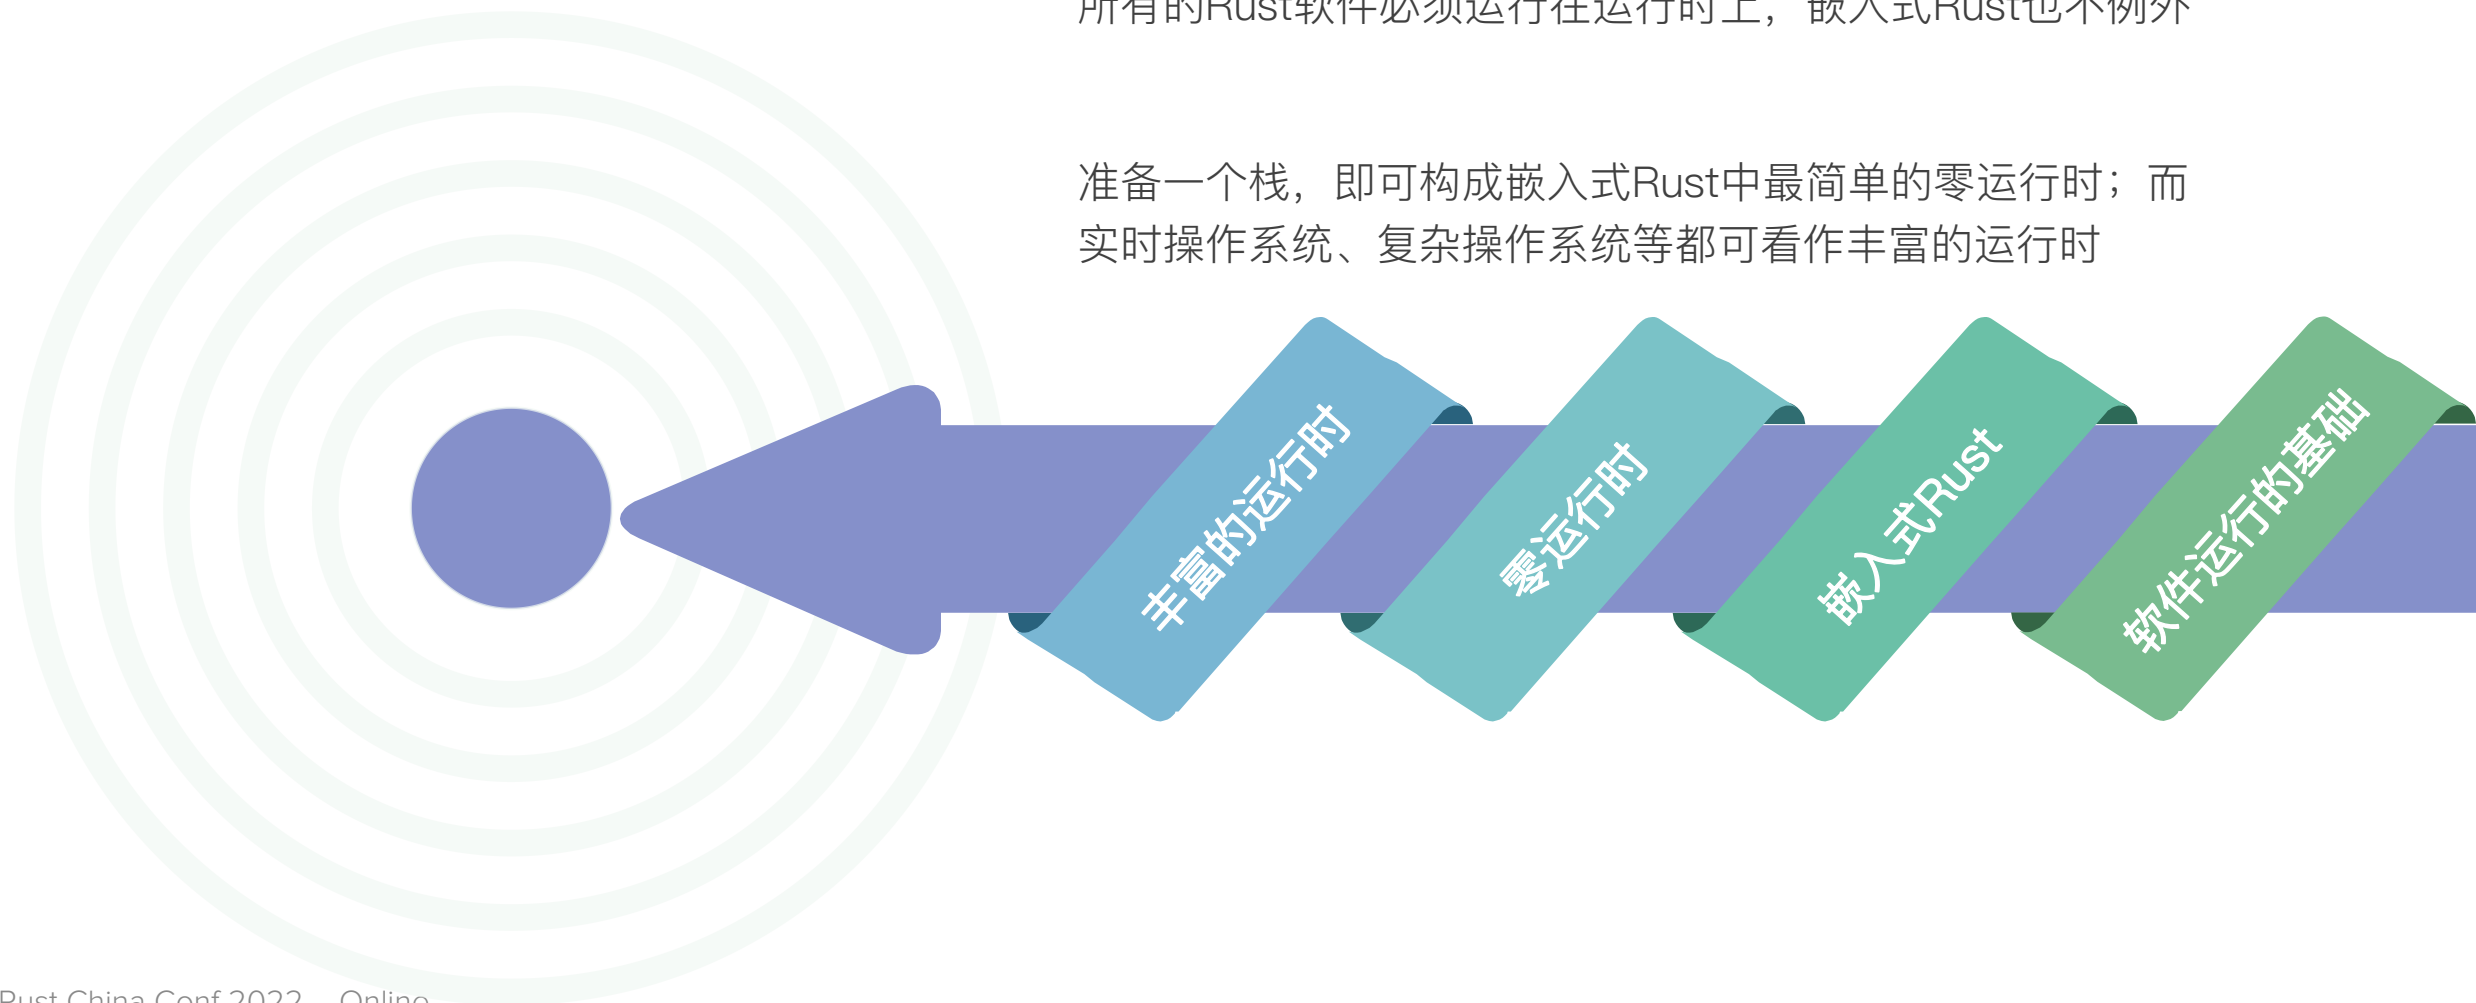 所有的Rust软件必须运行在运行时上，嵌入式Rust也不例外
准备一个栈，即可构成嵌入式Rust中最简单的零运行时；而
实时操作系统、复杂操作系统等都可看作丰富的运行时
丰富的运行时
零运行时
嵌入式Rust
软件运行的基础
Rust China Conf 2022 – Online